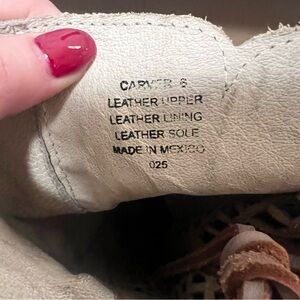 CARVER 6
LEATHER UPPER
LEATHER LINING
LEATHER SOLE
MADE IN MEXICO
025